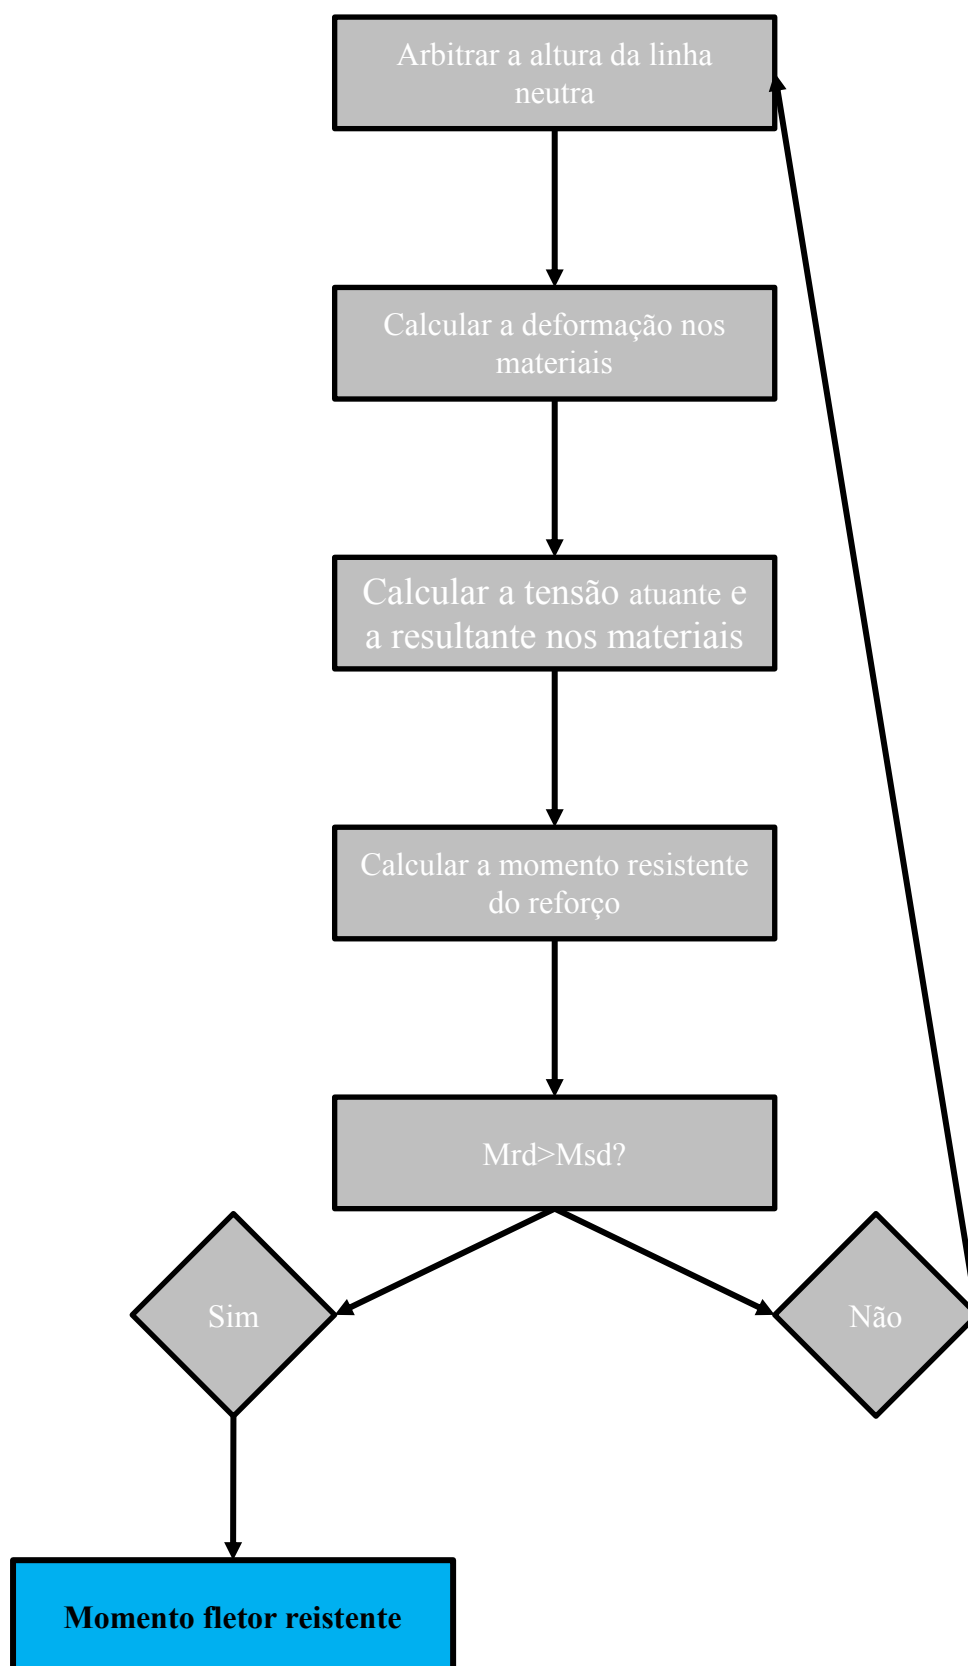 Arbitrar a altura da linha
neutra
Calcular a deformação nos
materiais
Calcular a tensão atuante e
a resultante nos materiais
Calcular a momento resistente
do reforço
Mrd>Msd?
Sim
Não
Momento fletor reistente